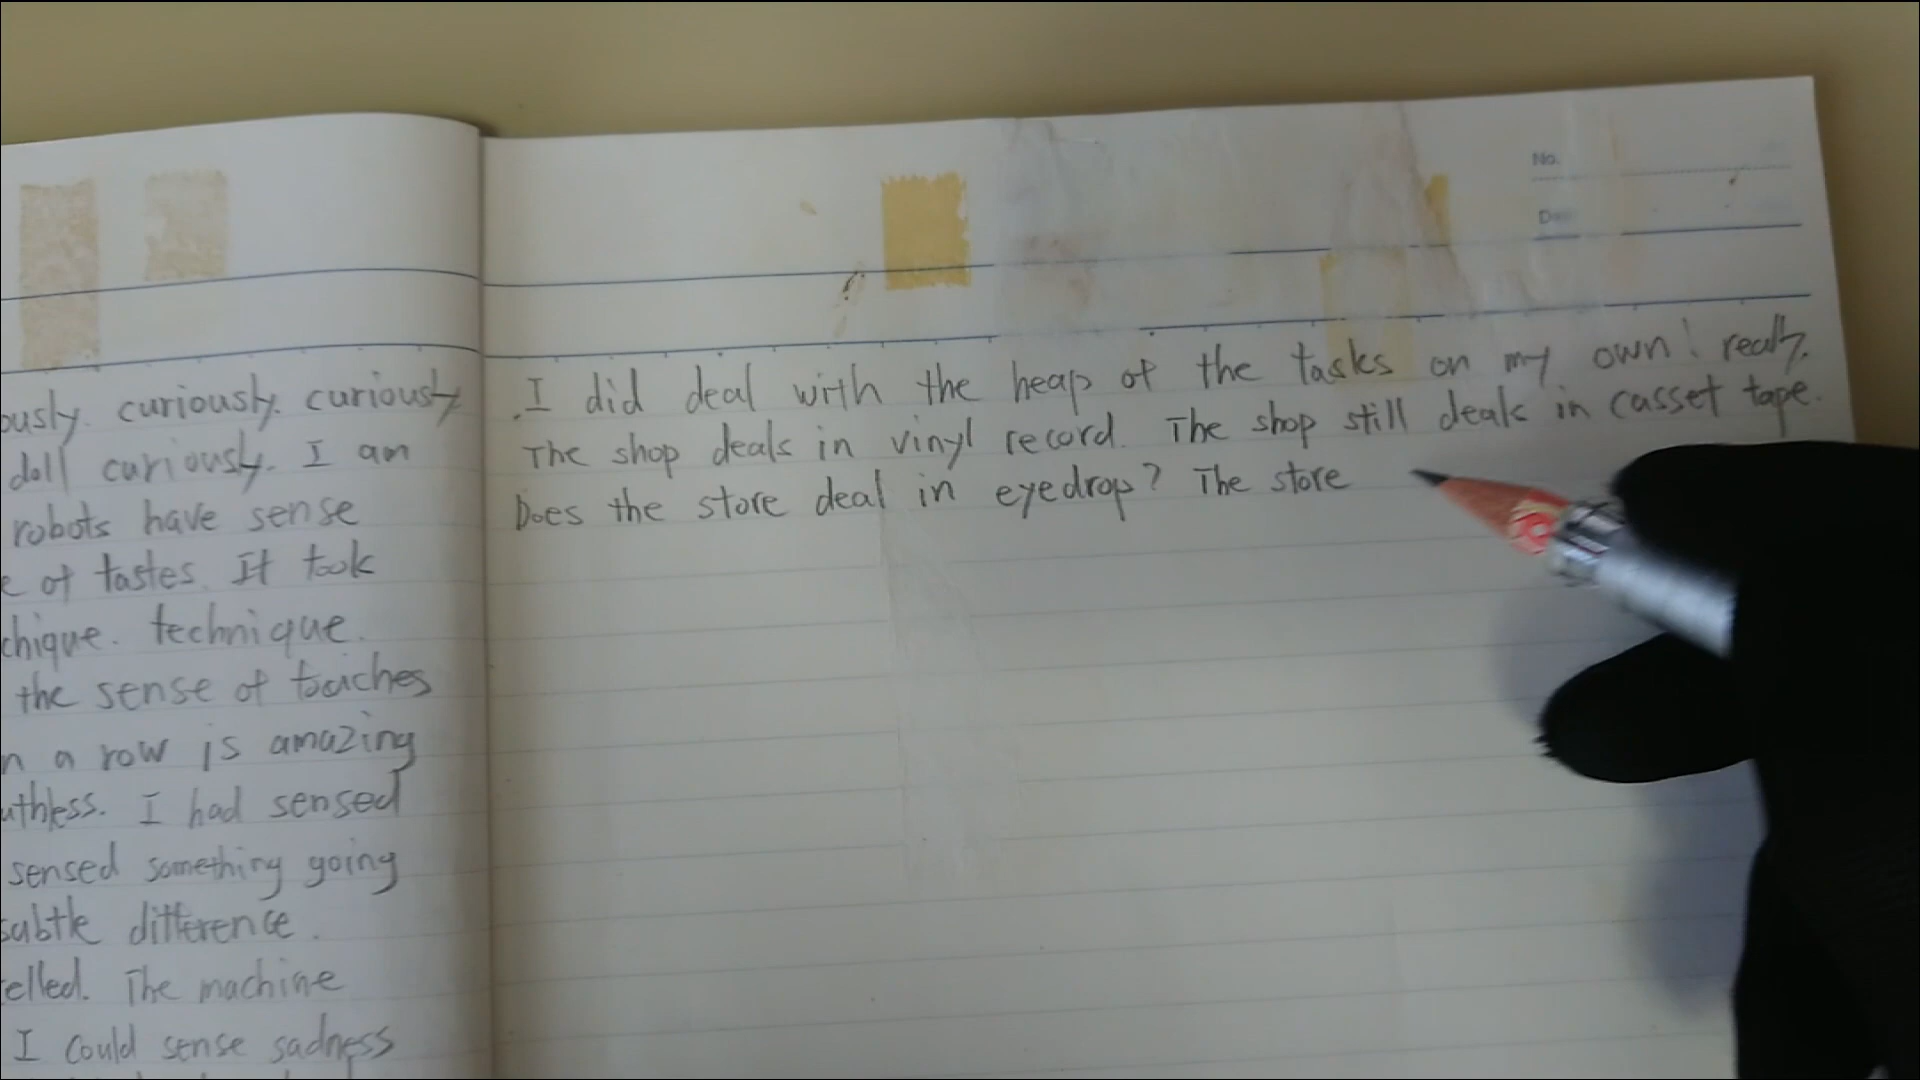 ously. curiously. curiously
doll curiously. I am
robots have sense
e of tastes. It took
chique. technique.
the sense of touches
n a row is amazing
uthless. I had sensed
sensed something going
subtle difference.
elled. The machine
I could sense sadness
No.
.I did deal with the heap of the tasks on my own! really.
The shop deals in vinyl record. The shop still deals in casset tape.
Does the store deal in eyedrop? The store